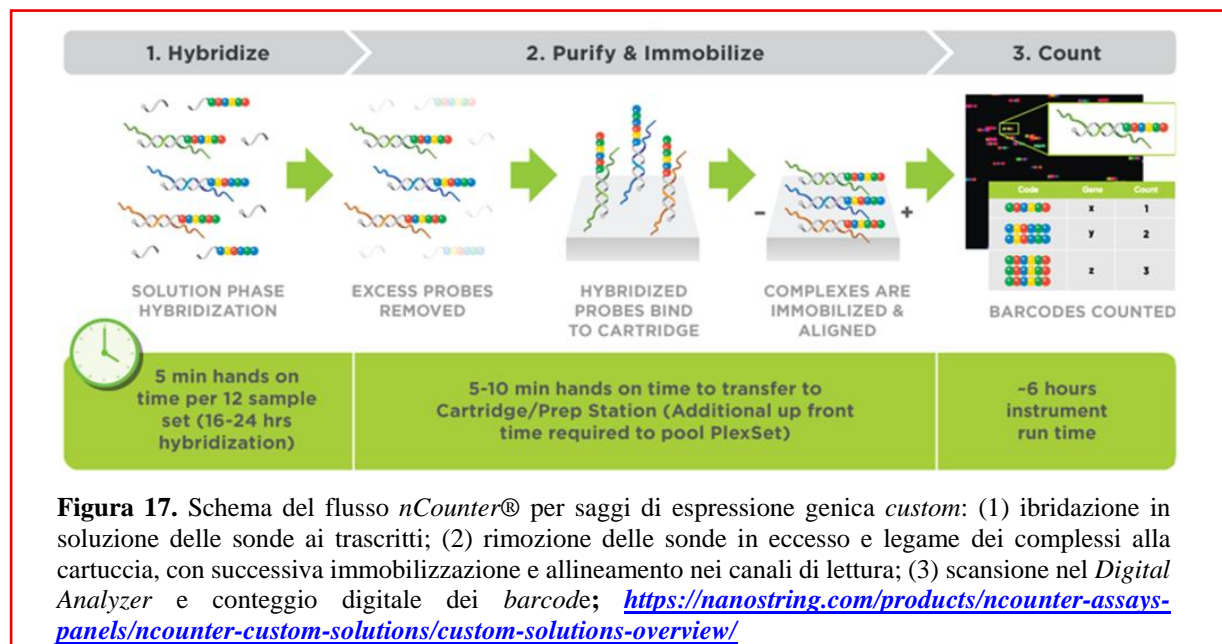 1. Hybridize
2. Purify & Immobilize
3. Count
SOLUTION PHASE
HYBRIDIZATION
EXCESS PROBES
REMOVED
HYBRIDIZED
PROBES BIND
TO CARTRIDGE
-
+
COMPLEXES ARE
IMMOBILIZED &
ALIGNED
Code Gene Count
x 1
y 2
z 3
BARCODES COUNTED
5 min hands on
time per 12 sample
set (16-24 hrs
hybridization)
5-10 min hands on time to transfer to
Cartridge/Prep Station (Additional up front
time required to pool PlexSet)
~6 hours
instrument
run time
Figura 17. Schema del flusso nCounter® per saggi di espressione genica custom: (1) ibridazione in
soluzione delle sonde ai trascritti; (2) rimozione delle sonde in eccesso e legame dei complessi alla
cartuccia, con successiva immobilizzazione e allineamento nei canali di lettura; (3) scansione nel Digital
Analyzer e conteggio digitale dei barcode; https://nanostring.com/products/ncounter-assays-
panels/ncounter-custom-solutions/custom-solutions-overview/